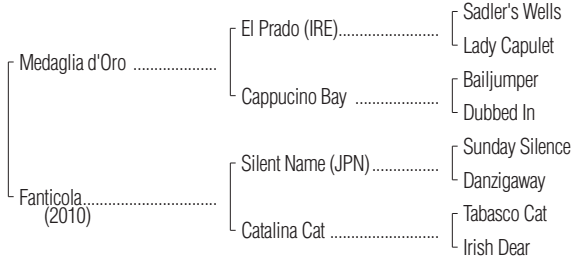 Sadler's Wells
El Prado (IRE)....................
Lady Capulet
Medaglia d'Oro .................
Bailjumper
Cappucino Bay .................
Dubbed In
Sunday Silence
Silent Name (JPN)..............
Danzigaway
Fanticola...........................
(2010)
Tabasco Cat
Catalina Cat ......................
Irish Dear